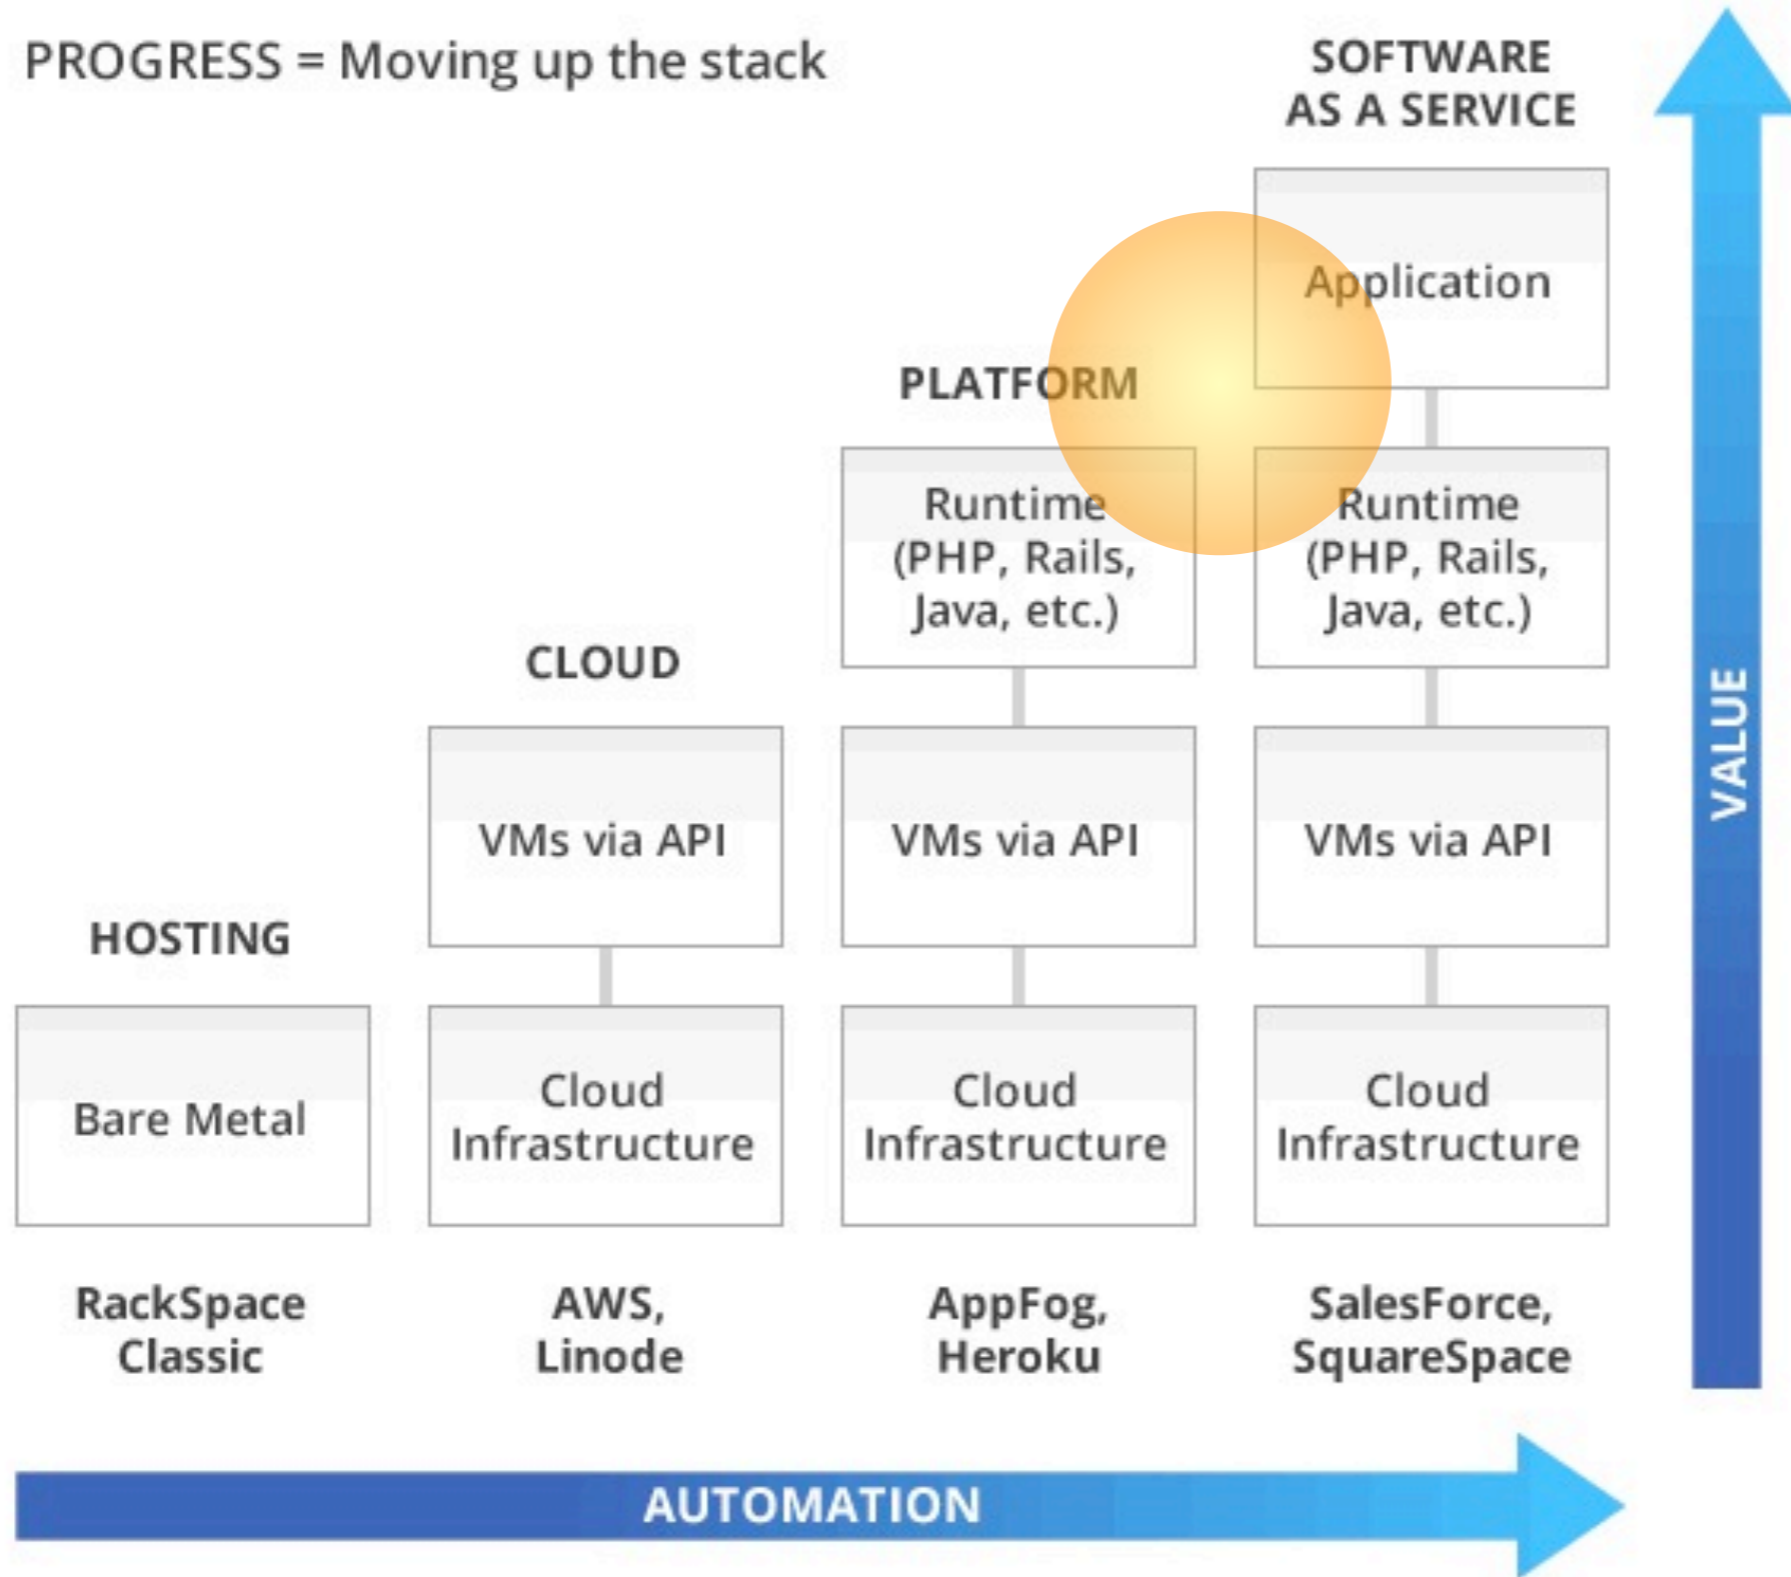 PROGRESS = Moving up the stack
SOFTWARE
AS A SERVICE
Application
PLATFORM
Runtime
(PHP, Rails,
Java, etc.)
Runtime
(PHP, Rails,
Java, etc.)
CLOUD
VMs via API
VMs via API
VMs via API
VALUE
HOSTING
Bare Metal
Cloud
Infrastructure
Cloud
Infrastructure
Cloud
Infrastructure
RackSpace
Classic
AWS,
Linode
AppFog,
Heroku
SalesForce,
SquareSpace
AUTOMATION